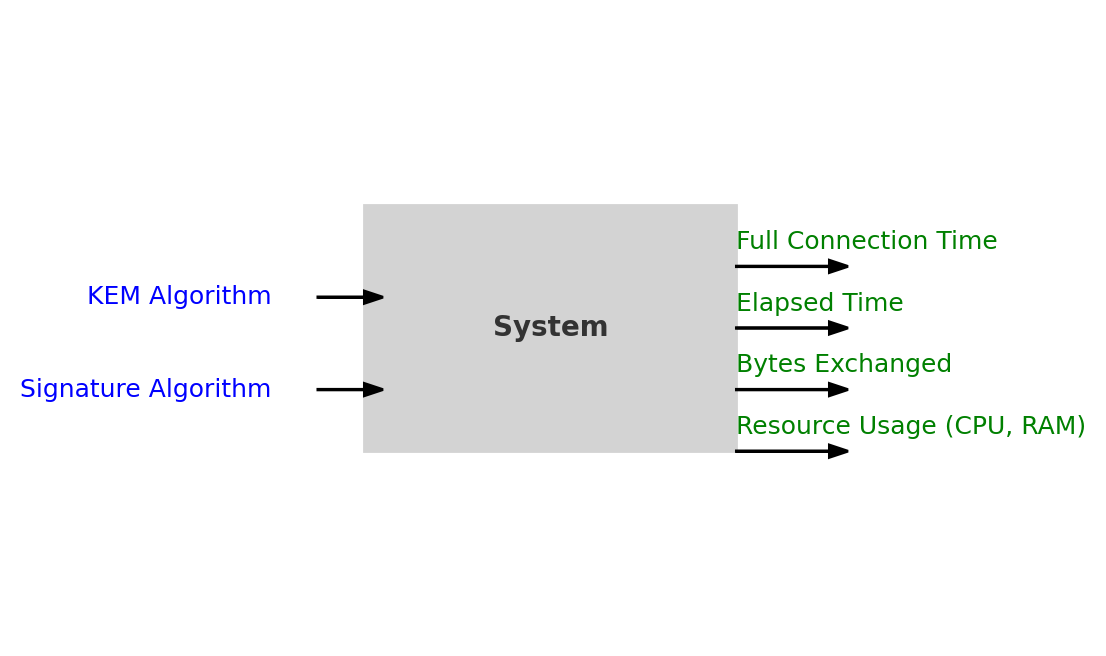 KEM Algorithm
Signature Algorithm
System
Full Connection Time
Elapsed Time
Bytes Exchanged
Resource Usage (CPU, RAM)